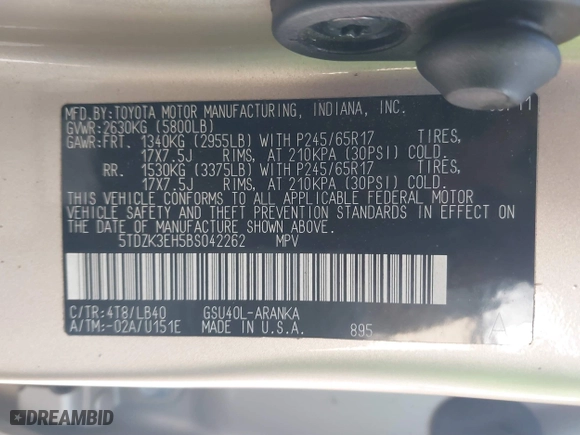 MFD.BY:TOYOTA MOTOR MANUFACTURING, INDIANA, INC.
GVWR:2630KG (5800LB)
GAWR:FRT. 1340KG (2955LB) WITH P245/65R17 TIRES,
17X7.5J RIMS, AT 210KPA (30PSI) COLD.
RR. 1530KG (3375LB) WITH P245/65R17 TIRES,
17X7.5J RIMS, AT 210KPA (30PSI) COLD.
THIS VEHICLE CONFORMS TO ALL APPLICABLE FEDERAL MOTOR
VEHICLE SAFETY AND THEFT PREVENTION STANDARDS IN EFFECT ON
THE DATE OF MANUFACTURE SHOWN ABOVE.
5TDZK3EH5BS042262 MPV
C/TR:4T8/LB40 GSU40L-ARANKA
A/TM:-02A/U151E MADE IN U.S.A. 895 A
DREAMBID